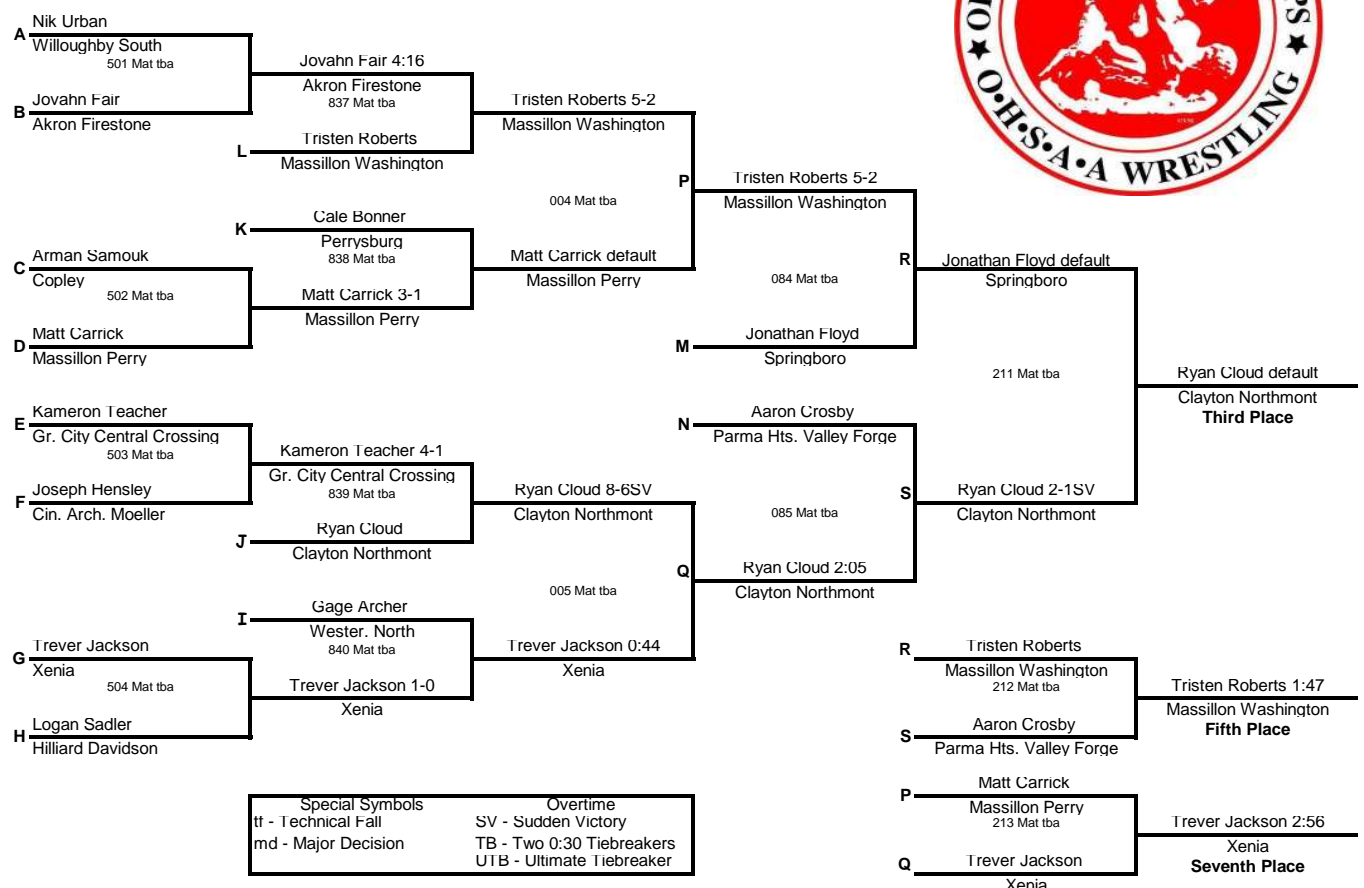 A Nik Urban
Willoughby South
501 Mat tba
B Jovahn Fair
Akron Firestone
Jovahn Fair 4:16
Akron Firestone
837 Mat tba
L Tristen Roberts
Massillon Washington
Tristen Roberts 5-2
Massillon Washington
K Cale Bonner
Perrysburg
838 Mat tba
C Arman Samouk
Copley
502 Mat tba
D Matt Carrick
Massillon Perry
Matt Carrick 3-1
Massillon Perry
004 Mat tba
Matt Carrick default
Massillon Perry
P Tristen Roberts 5-2
Massillon Washington
084 Mat tba
M Jonathan Floyd
Springboro
R Jonathan Floyd default
Springboro
211 Mat tba
E Kameron Teacher
Gr. City Central Crossing
503 Mat tba
F Joseph Hensley
Cin. Arch. Moeller
Kameron Teacher 4-1
Gr. City Central Crossing
839 Mat tba
J Ryan Cloud
Clayton Northmont
Ryan Cloud 8-6SV
Clayton Northmont
I Gage Archer
Wester. North
840 Mat tba
G Trever Jackson
Xenia
504 Mat tba
H Logan Sadler
Hilliard Davidson
Trever Jackson 1-0
Xenia
005 Mat tba
Trever Jackson 0:44
Xenia
N Aaron Crosby
Parma Hts. Valley Forge
085 Mat tba
Q Ryan Cloud 2:05
Clayton Northmont
S Ryan Cloud 2-1SV
Clayton Northmont
Ryan Cloud default
Clayton Northmont
Third Place
R Tristen Roberts
Massillon Washington
212 Mat tba
S Aaron Crosby
Parma Hts. Valley Forge
Tristen Roberts 1:47
Massillon Washington
Fifth Place
P Matt Carrick
Massillon Perry
213 Mat tba
Q Trever Jackson
Xenia
Trever Jackson 2:56
Xenia
Seventh Place
Special Symbols Overtime
tf - Technical Fall SV - Sudden Victory
md - Major Decision TB - Two 0:30 Tiebreakers
UTB - Ultimate Tiebreaker
★ O•H•S•A•A WRESTLING ★